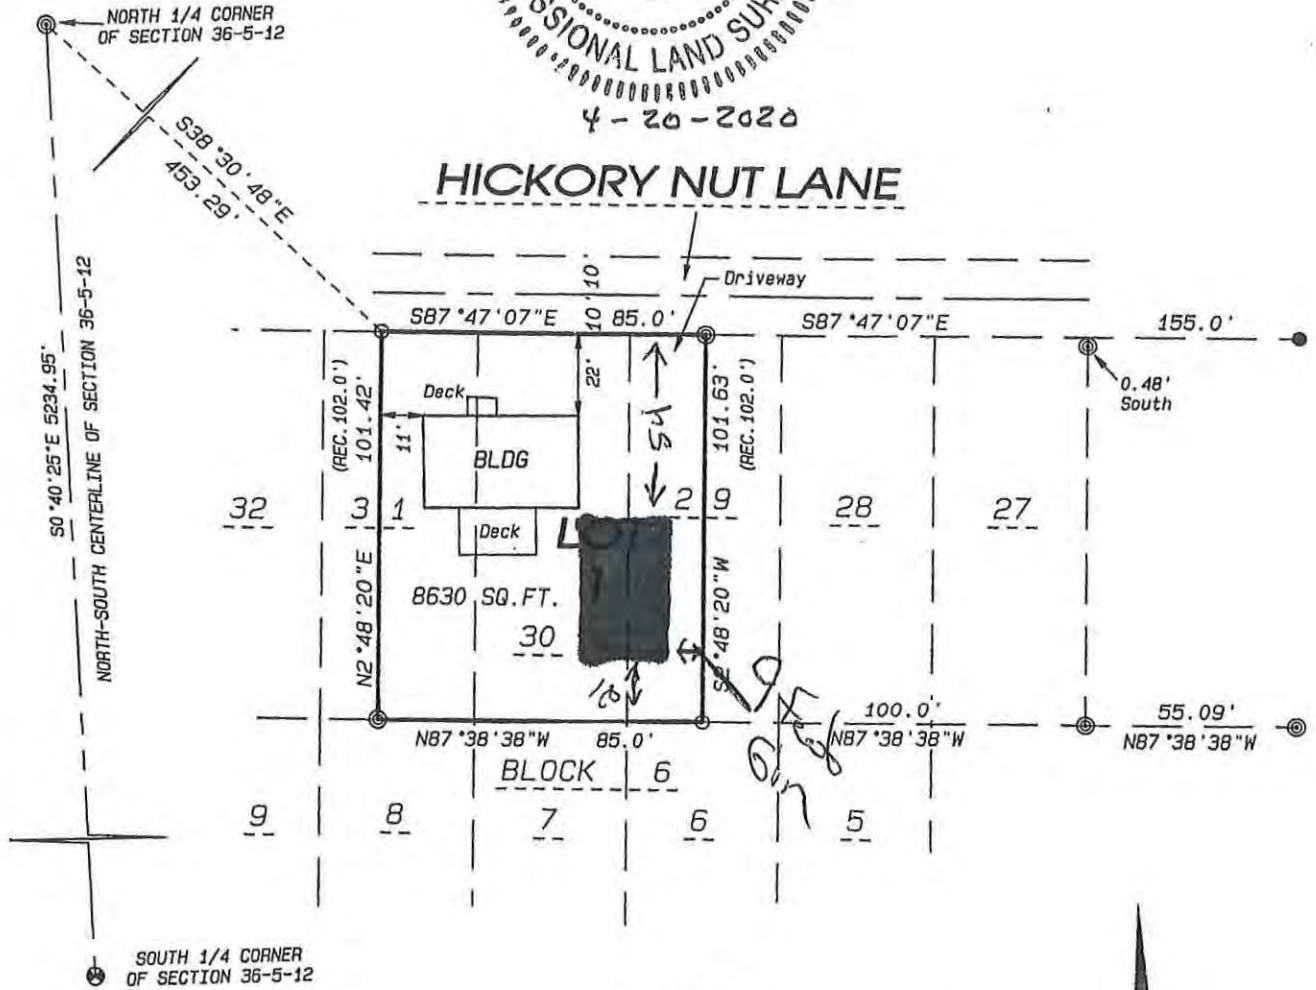 NORTH 1/4 CORNER
OF SECTION 36-5-12
SSIONAL LAND SUR
4-20-2020
S38°30'48"E
453.29'
HICKORY NUT LANE
10' 10'
Driveway
S87°47'07"E 85.0'
S87°47'07"E
155.0'
0.48'
South
S0°40'25"E 5234.95'
NORTH-SOUTH CENTERLINE OF SECTION 36-5-12
(REC.102.0')
101.42'
11'
22'
Deck
BLDG
Deck
101.63'
(REC.102.0')
32
3 1
2 9
28
27
LOT
1
N2°48'20"E
8630 SQ.FT.
30
S2°48'20"W
N87°38'38"W 85.0'
100.0'
N87°38'38"W
55.09'
N87°38'38"W
BLOCK 6
9
8
7
6
5
SOUTH 1/4 CORNER
OF SECTION 36-5-12